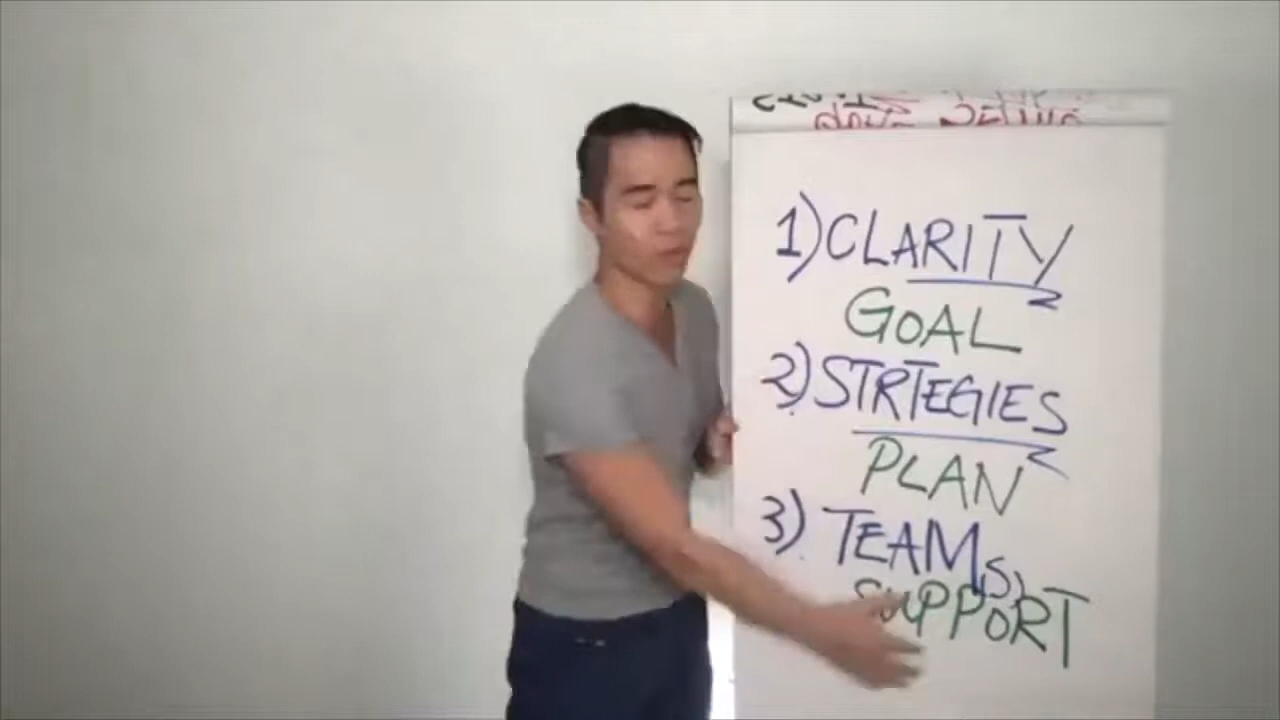 1) CLARITY
GOAL
2) STRTEGIES
PLAN
3) TEAM(S)
SUPPORT